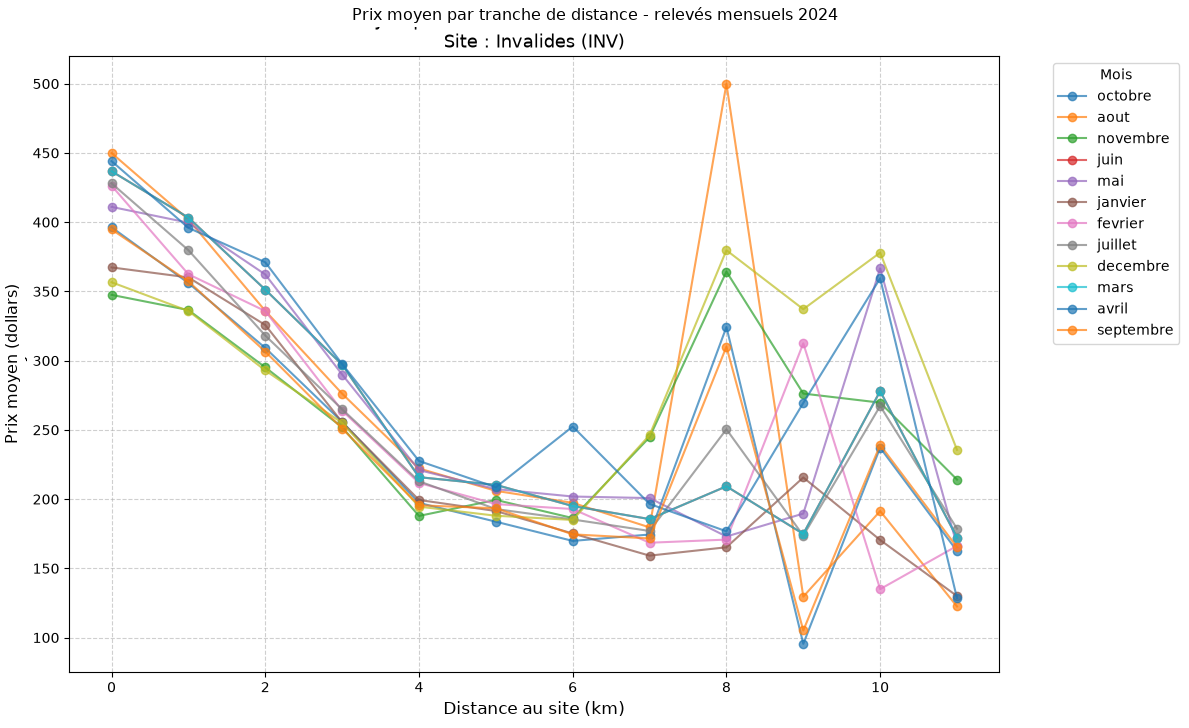 Prix moyen par tranche de distance - relevés mensuels 2024
Site : Invalides (INV)
Prix moyen (dollars)
500
450
400
350
300
250
200
150
100
0 2 4 6 8 10
Distance au site (km)
Mois
octobre
aout
novembre
juin
mai
janvier
fevrier
juillet
decembre
mars
avril
septembre